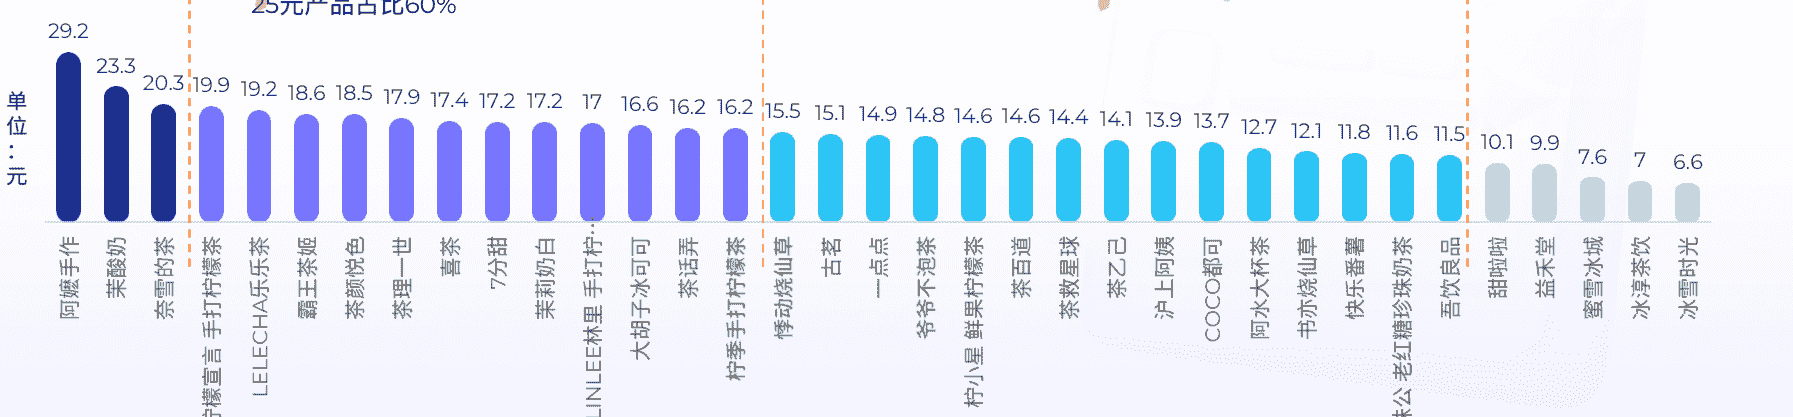 25元产品占比60%
单位：元
29.2
23.3
20.3
19.9
19.2
18.6
18.5
17.9
17.4
17.2
17.2
17
16.6
16.2
16.2
15.5
15.1
14.9
14.8
14.6
14.6
14.4
14.1
13.9
13.7
12.7
12.1
11.8
11.6
11.5
10.1
9.9
7.6
7
6.6
阿嬷手作
茉酸奶
奈雪的茶
柠檬宣言 手打柠檬茶
LELECHA乐乐茶
霸王茶姬
茶颜悦色
茶理一世
喜茶
7分甜
茉莉奶白
LINLEE林里 手打柠…
大胡子冰可可
茶话弄
柠季手打柠檬茶
悸动烧仙草
古茗
一点点
爷爷不泡茶
柠小星 鲜果柠檬茶
茶百道
茶救星球
茶乙己
沪上阿姨
COCO都可
阿水大杯茶
书亦烧仙草
快乐番薯
珠公 老红糖珍珠奶茶
吾饮良品
甜啦啦
益禾堂
蜜雪冰城
冰淳茶饮
冰雪时光